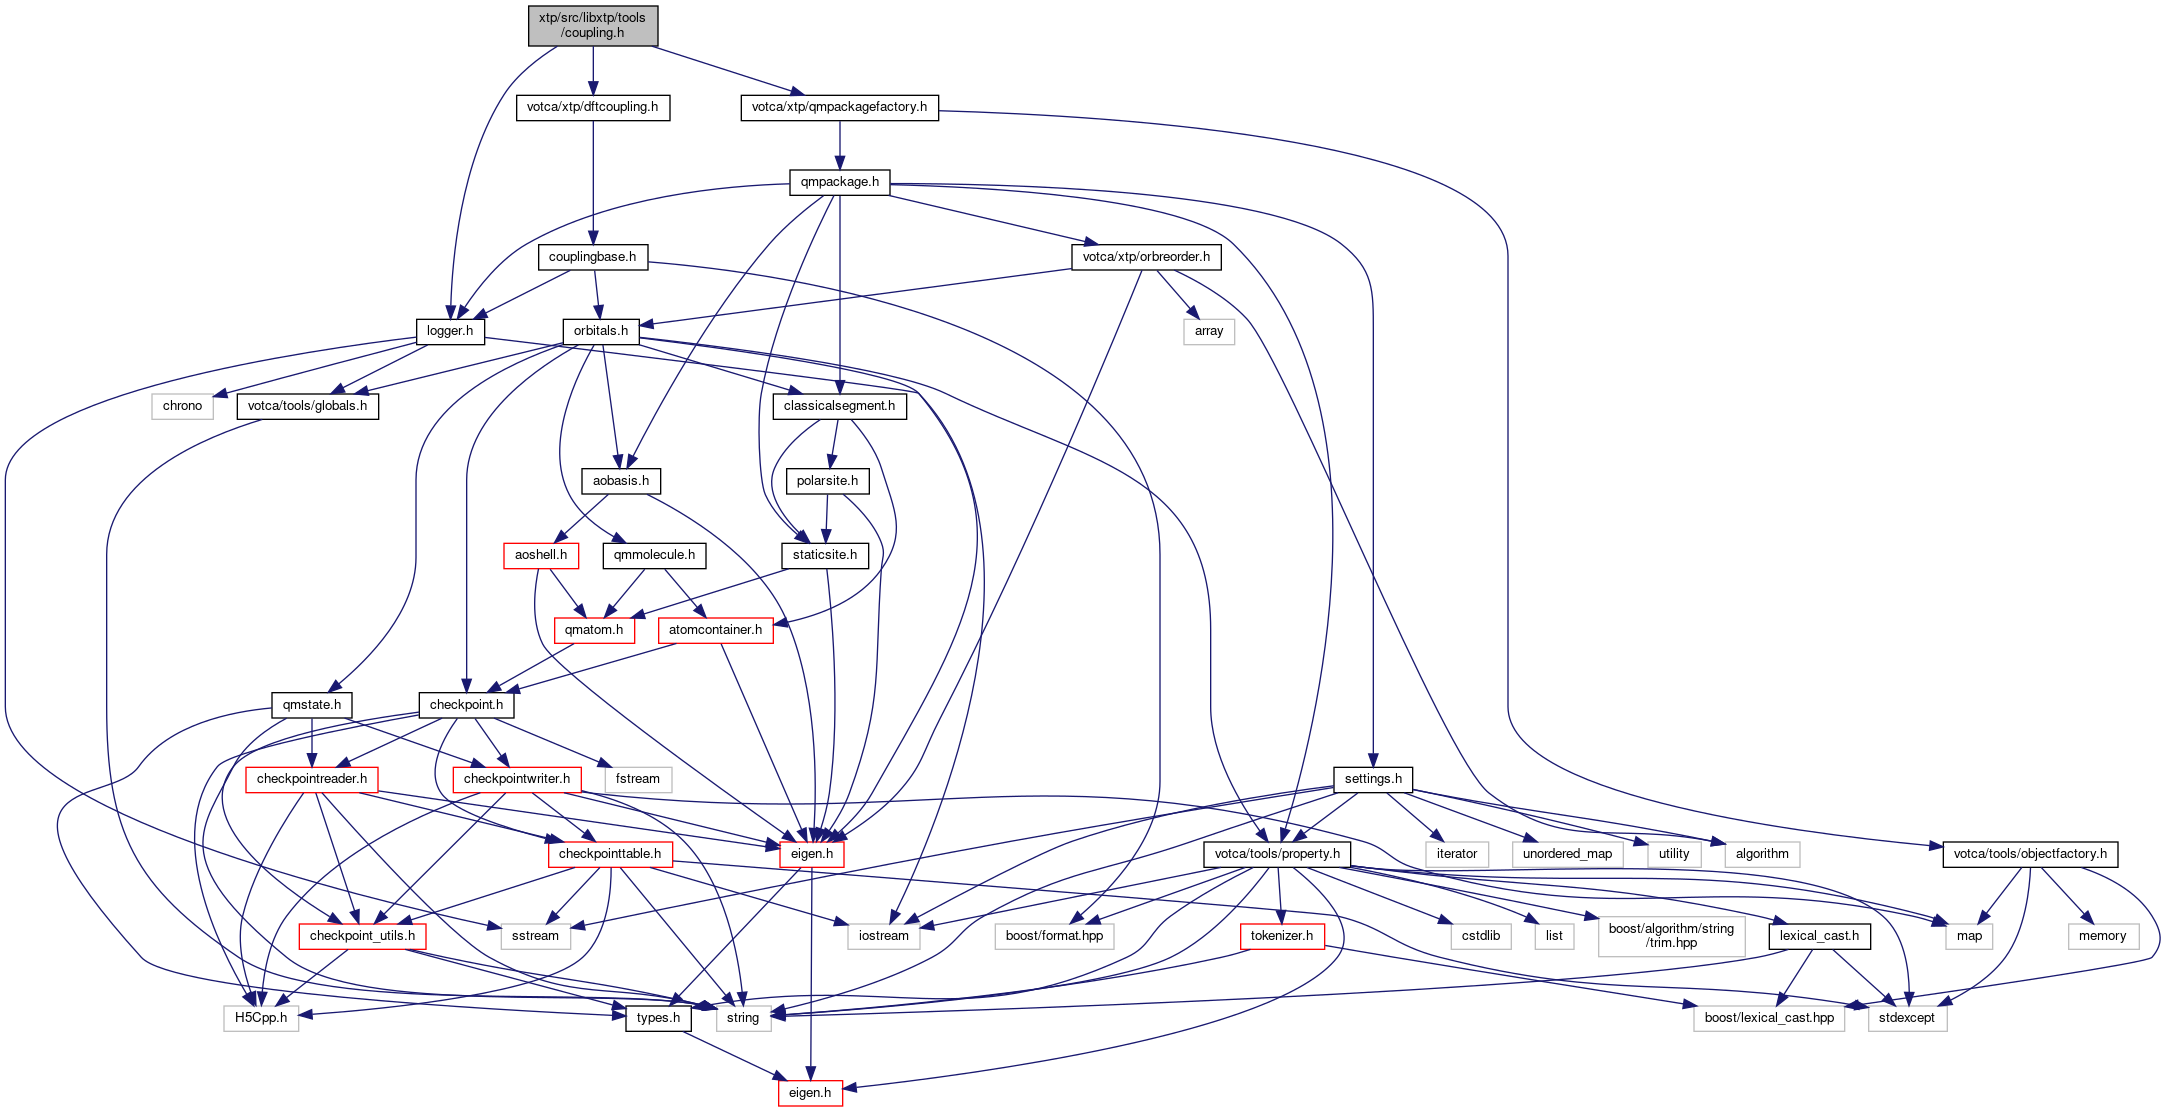 xtp/src/libxtp/tools
/coupling.h
votca/xtp/dftcoupling.h
votca/xtp/qmpackagefactory.h
qmpackage.h
couplingbase.h
votca/xtp/orbreorder.h
logger.h
orbitals.h
array
chrono
votca/tools/globals.h
classicalsegment.h
aobasis.h
polarsite.h
aoshell.h
qmmolecule.h
staticsite.h
qmatom.h
atomcontainer.h
qmstate.h
checkpoint.h
checkpointreader.h
checkpointwriter.h
fstream
settings.h
checkpointtable.h
eigen.h
votca/tools/property.h
iterator
unordered_map
utility
algorithm
votca/tools/objectfactory.h
checkpoint_utils.h
sstream
iostream
boost/format.hpp
tokenizer.h
cstdlib
list
boost/algorithm/string
/trim.hpp
lexical_cast.h
map
memory
H5Cpp.h
types.h
string
boost/lexical_cast.hpp
stdexcept
eigen.h